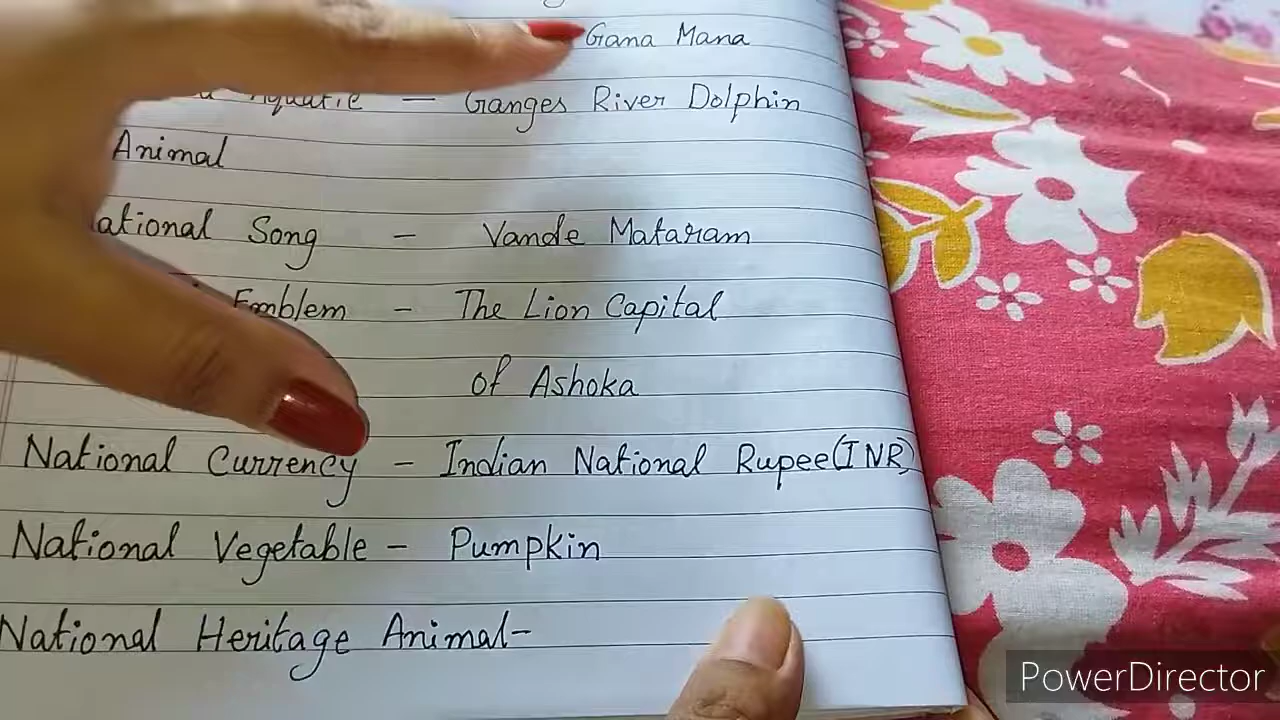 Gana Mana
Aquatic — Ganges River Dolphin
Animal
ational Song – Vande Mataram
Emblem – The Lion Capital
of Ashoka
National Currency – Indian National Rupee(INR)
National Vegetable – Pumpkin
National Heritage Animal–
PowerDirector